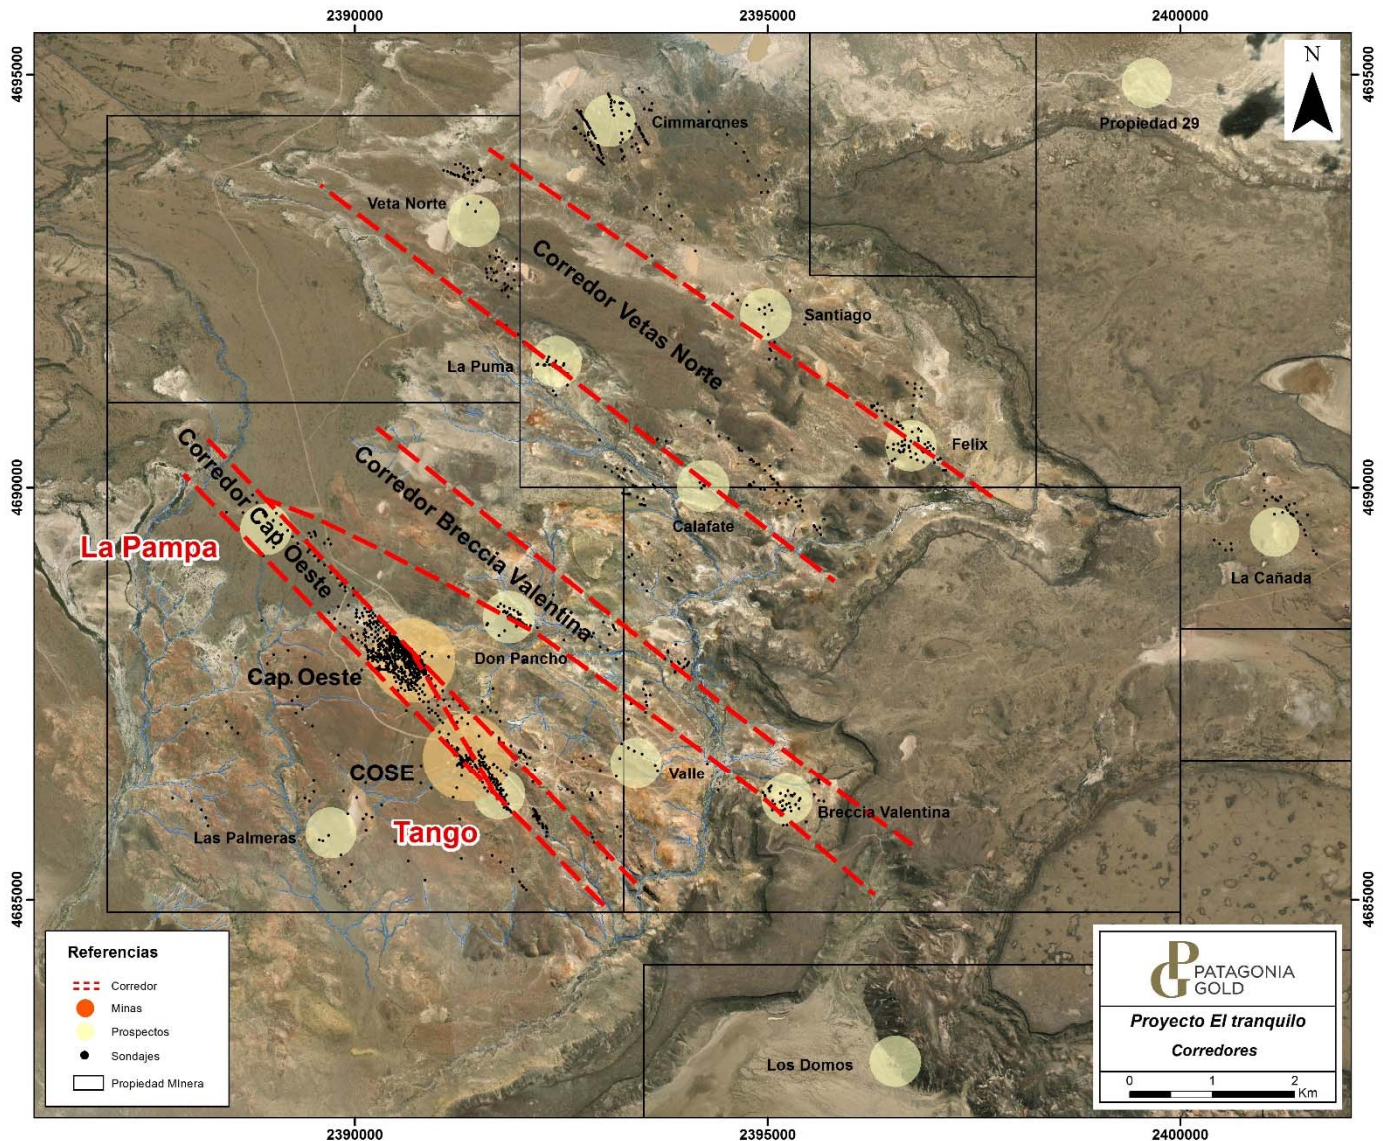 2390000
2395000
2400000
4695000
4695000
N
Cimmarones
Propiedad 29
Veta Norte
Corredor Vetas Norte
Santiago
La Puma
Felix
Corredor Cap Oeste
Corredor Breccia Valentina
4690000
4690000
Calafate
La Pampa
La Cañada
Don Pancho
Cap Oeste
COSE
Valle
Breccia Valentina
Las Palmeras
Tango
4685000
4685000
Los Domos
Referencias
Corredor
Minas
Prospectos
Sondajes
Propiedad MInera
PG
PATAGONIA
GOLD
Proyecto El tranquilo
Corredores
0 1 2
Km
2390000
2395000
2400000